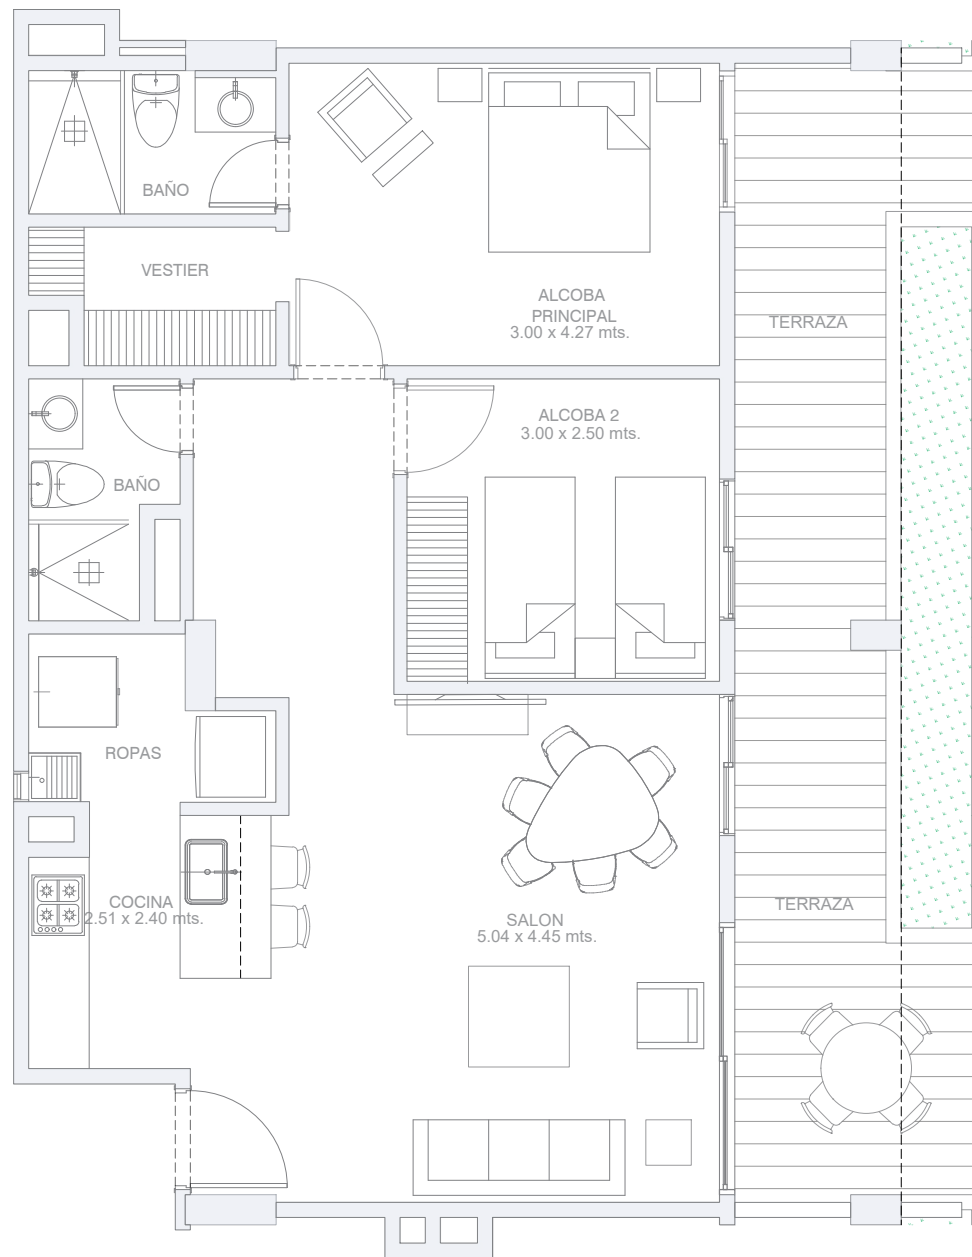 BAÑO
VESTIER
ALCOBA
PRINCIPAL
3.00 x 4.27 mts.
TERRAZA
ALCOBA 2
3.00 x 2.50 mts.
BAÑO
ROPAS
COCINA
2.51 x 2.40 mts.
SALON
5.04 x 4.45 mts.
TERRAZA